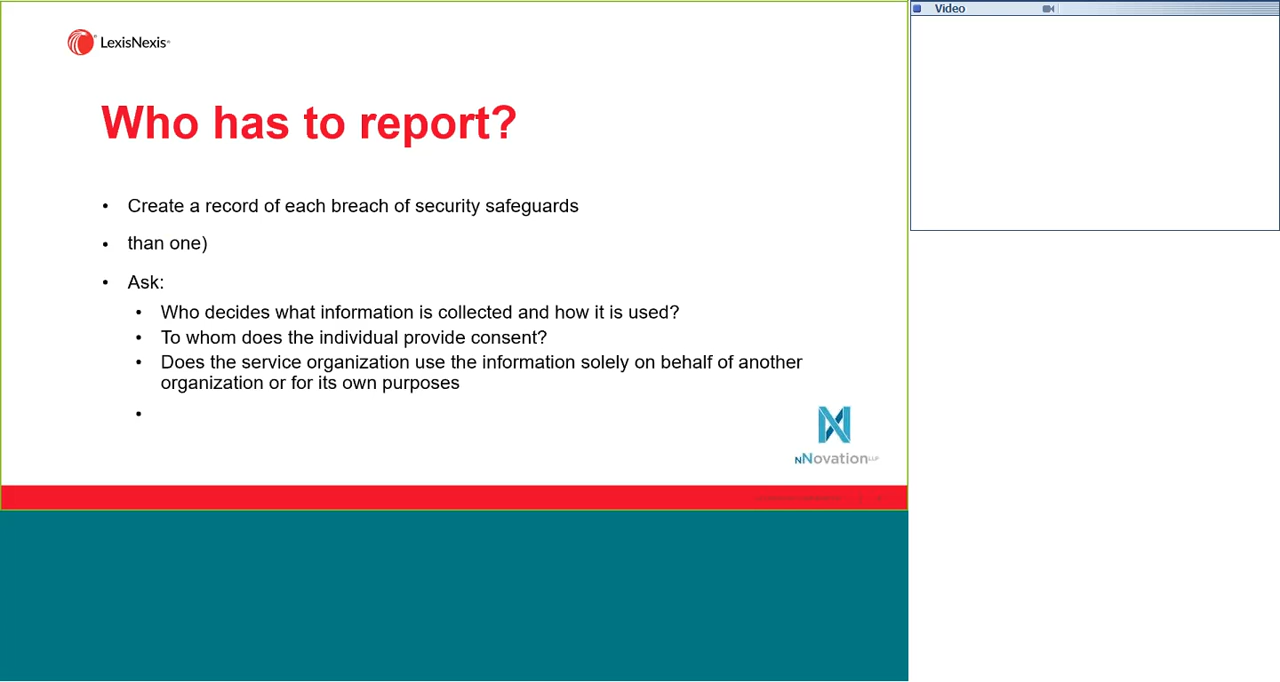 LexisNexis®
Video
Who has to report?
• Create a record of each breach of security safeguards
• than one)
• Ask:
• Who decides what information is collected and how it is used?
• To whom does the individual provide consent?
• Does the service organization use the information solely on behalf of another
organization or for its own purposes
•
NNovation LLP